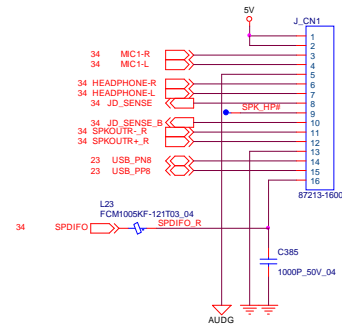 5V
J_CN1
1
2
34 MIC1-R 3
34 MIC1-L 4
5
34 HEADPHONE-R 6
34 HEADPHONE-L 7
34 JD_SENSE 8
SPK_HP# 9
34 JD_SENSE_B 10
34 SPKOUTR-_R 11
34 SPKOUTR+_R 12
13
23 USB_PN8 14
23 USB_PP8 15
16
87213-1600
L23
FCM1005KF-121T03_04
34 SPDIFO SPDIFO_R
C385
1000P_50V_04
AUDG